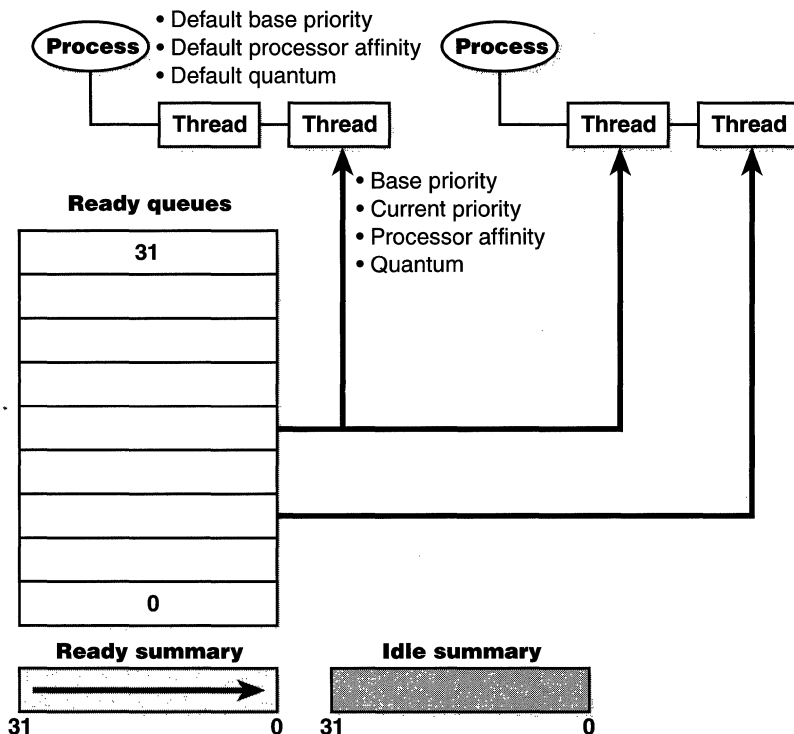 Process
• Default base priority
• Default processor affinity
• Default quantum
Process
Thread
Thread
Thread
Thread
• Base priority
• Current priority
• Processor affinity
• Quantum
Ready queues
31
0
Ready summary
31
0
Idle summary
31
0